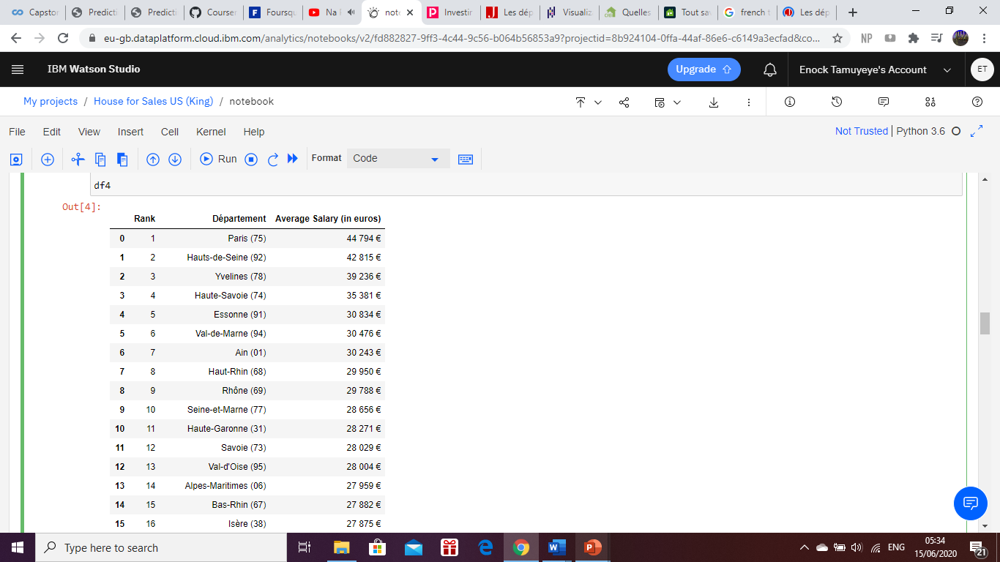 Capstor
Predicti
Predicti
Courser
Foursqu
Na I
note
Investir
Les dép
Visualiz
Quelles
Tout sav
french t
Les dép
eu-gb.dataplatform.cloud.ibm.com/analytics/notebooks/v2/fd882827-9ff3-4c44-9c56-b064b56853a9?projectid=8b924104-0ffa-44af-86e6-c6149a3ecfad&co...
NP
IBM Watson Studio
Upgrade
Enock Tamuyeye's Account
ET
My projects / House for Sales US (King) / notebook
File Edit View Insert Cell Kernel Help
Not Trusted | Python 3.6
Run
Format
Code
df4
Out[4]:
Rank Département Average Salary (in euros)
0 1 Paris (75) 44 794 €
1 2 Hauts-de-Seine (92) 42 815 €
2 3 Yvelines (78) 39 236 €
3 4 Haute-Savoie (74) 35 381 €
4 5 Essonne (91) 30 834 €
5 6 Val-de-Marne (94) 30 476 €
6 7 Ain (01) 30 243 €
7 8 Haut-Rhin (68) 29 950 €
8 9 Rhône (69) 29 788 €
9 10 Seine-et-Marne (77) 28 656 €
10 11 Haute-Garonne (31) 28 271 €
11 12 Savoie (73) 28 029 €
12 13 Val-d'Oise (95) 28 004 €
13 14 Alpes-Maritimes (06) 27 959 €
14 15 Bas-Rhin (67) 27 882 €
15 16 Isère (38) 27 875 €
Type here to search
ENG
05:34
15/06/2020
21